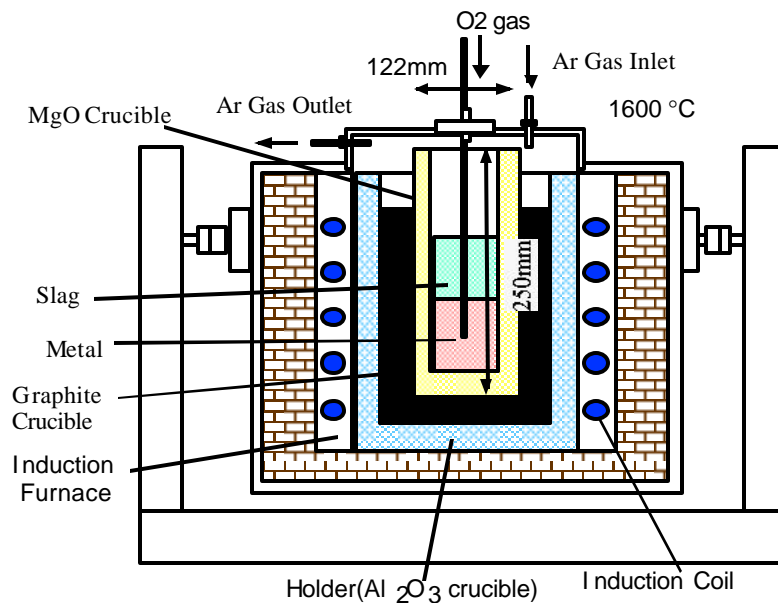 O2 gas
122mm
Ar Gas Inlet
Ar Gas Outlet
1600 °C
MgO Crucible
250mm
Slag
Metal
Graphite
Crucible
Induction
Furnace
Holder(Al 2O3 crucible)
Induction Coil